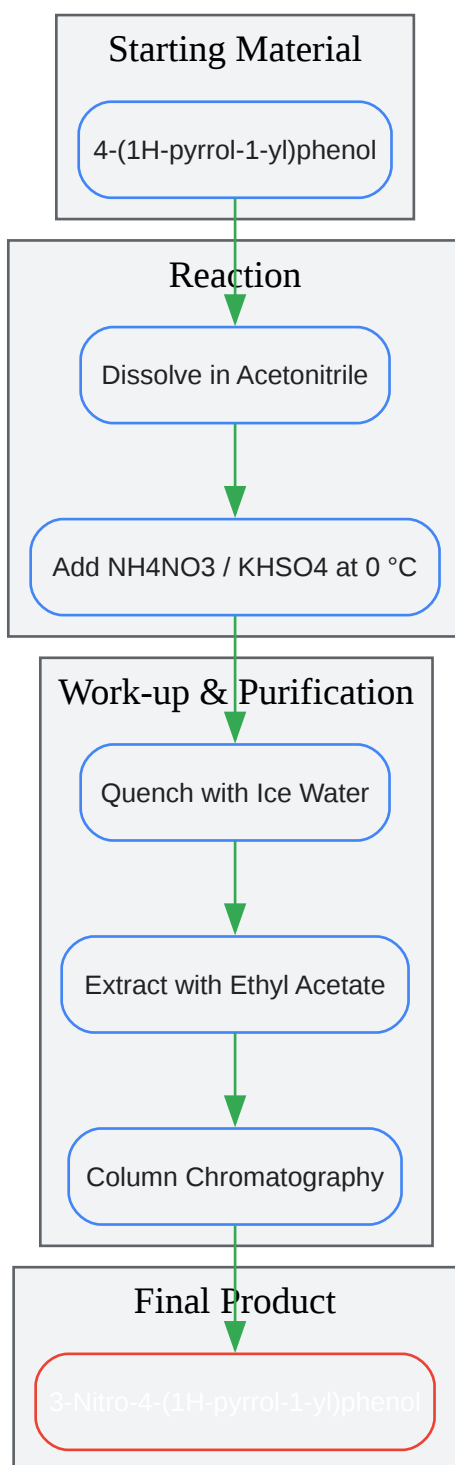 Starting Material
4-(1H-pyrrol-1-yl)phenol
Reaction
Dissolve in Acetonitrile
Add NH4NO3 / KHSO4 at 0 °C
Work-up & Purification
Quench with Ice Water
Extract with Ethyl Acetate
Column Chromatography
Final Product
3-Nitro-4-(1H-pyrrol-1-yl)phenol